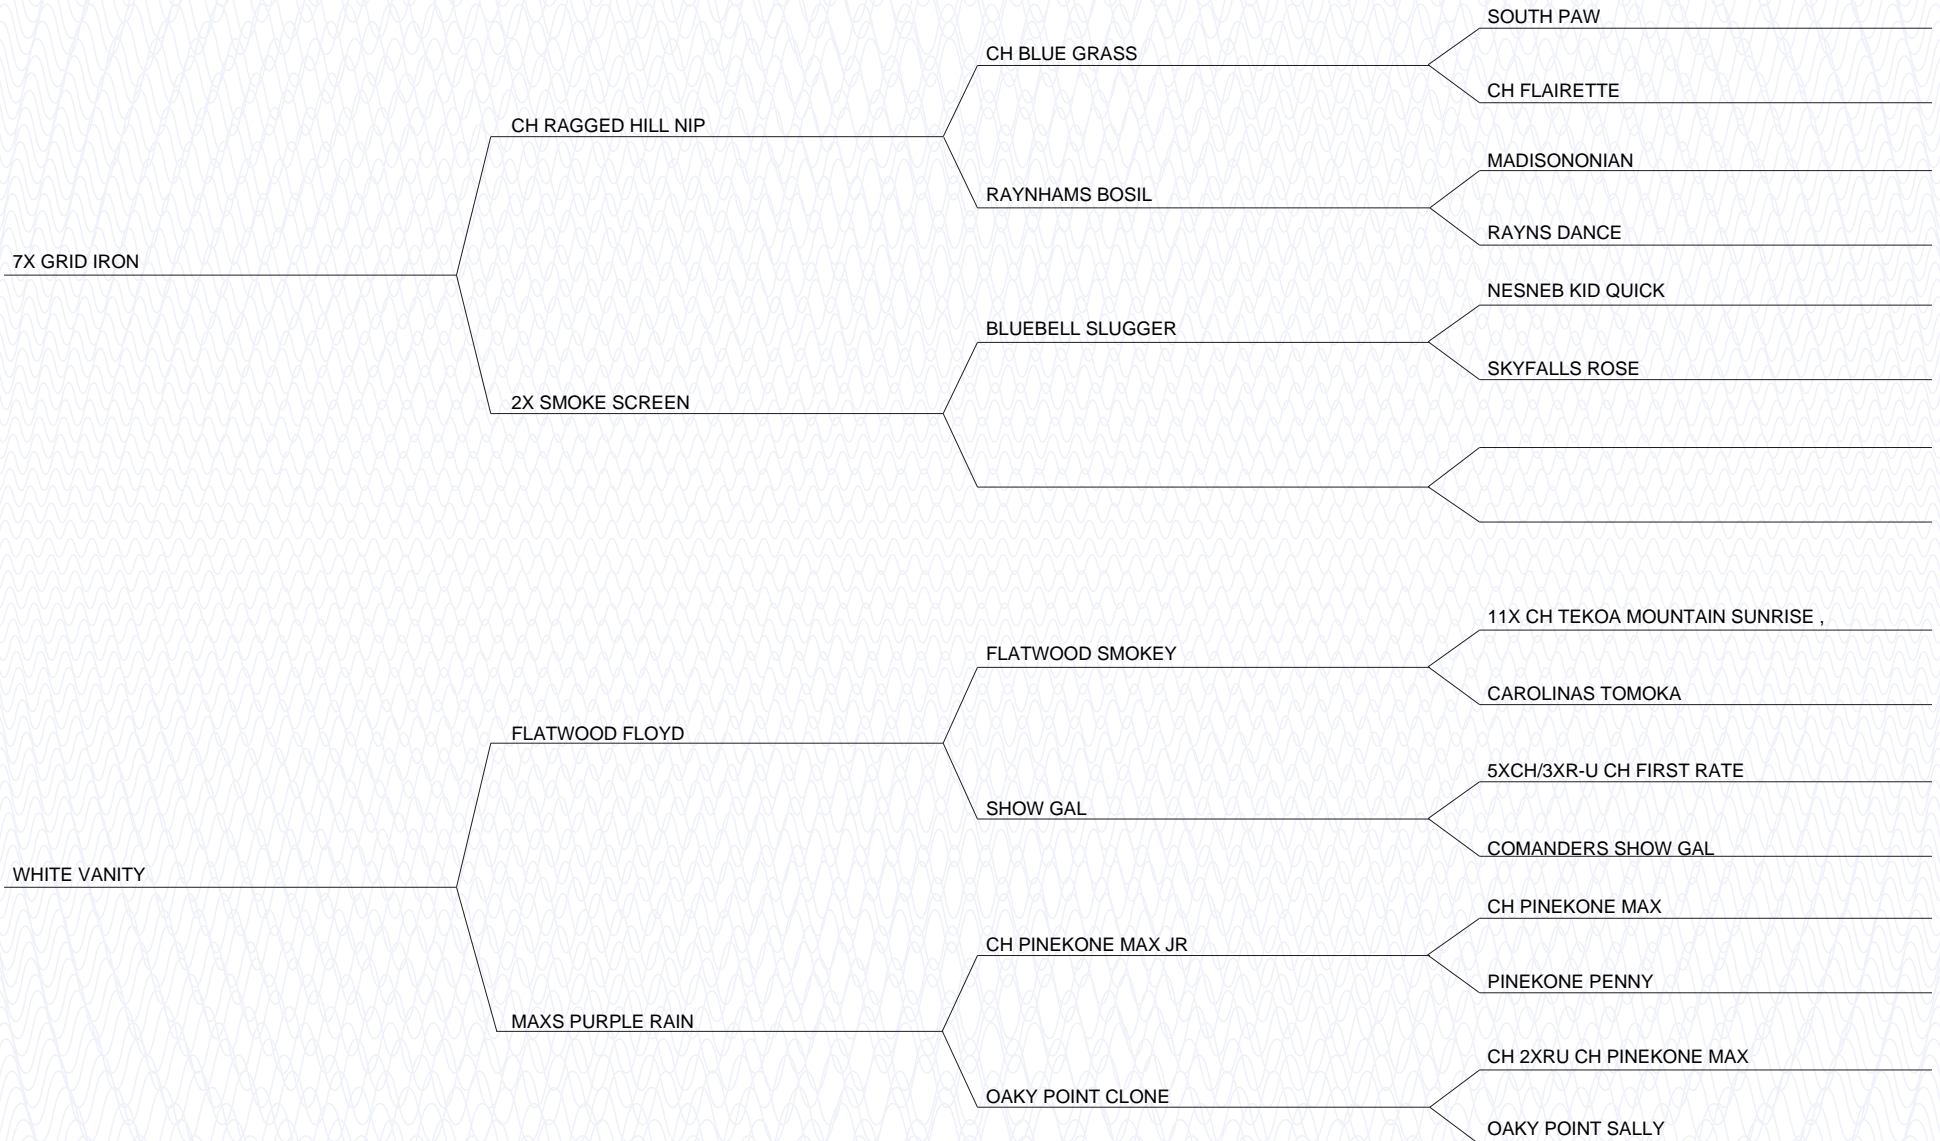 SOUTH PAW
CH BLUE GRASS
CH FLAIRETTE
CH RAGGED HILL NIP
MADISONONIAN
RAYNHAMS BOSIL
RAYNS DANCE
7X GRID IRON
NESNEB KID QUICK
BLUEBELL SLUGGER
SKYFALLS ROSE
2X SMOKE SCREEN
11X CH TEKOA MOUNTAIN SUNRISE ,
FLATWOOD SMOKEY
CAROLINAS TOMOKA
FLATWOOD FLOYD
5XCH/3XR-U CH FIRST RATE
SHOW GAL
COMANDERS SHOW GAL
WHITE VANITY
CH PINEKONE MAX
CH PINEKONE MAX JR
PINEKONE PENNY
MAXS PURPLE RAIN
CH 2XRU CH PINEKONE MAX
OAKY POINT CLONE
OAKY POINT SALLY